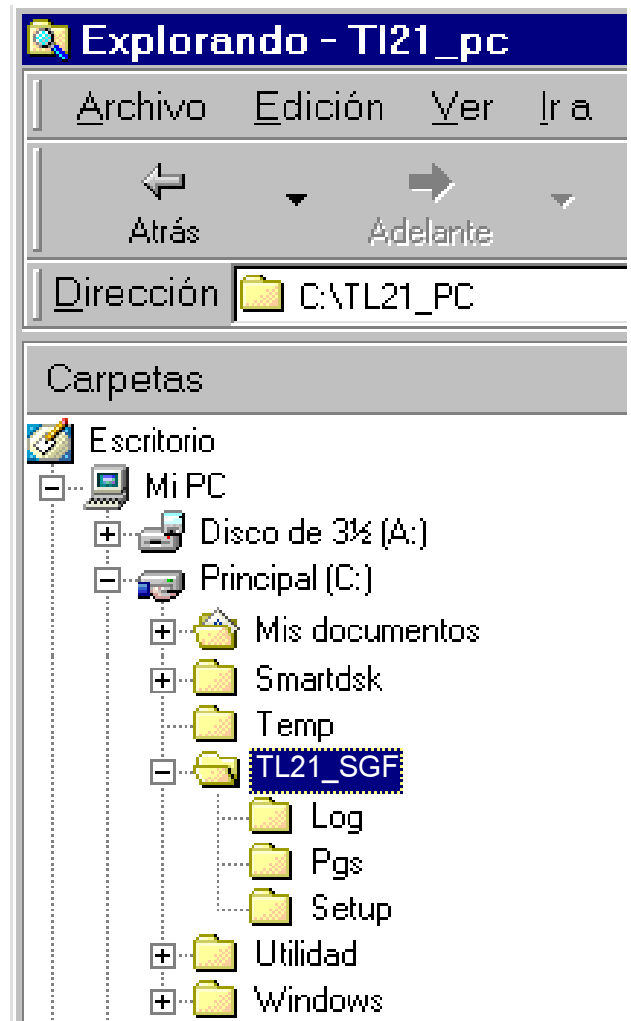 Explorando - Tl21_pc
Archivo Edición Ver Ir a
Atrás Adelante
Dirección C:\TL21_PC
Carpetas
Escritorio
Mi PC
Disco de 3½ (A:)
Principal (C:)
Mis documentos
Smartdsk
Temp
TL21_SGF
Log
Pgs
Setup
Utilidad
Windows